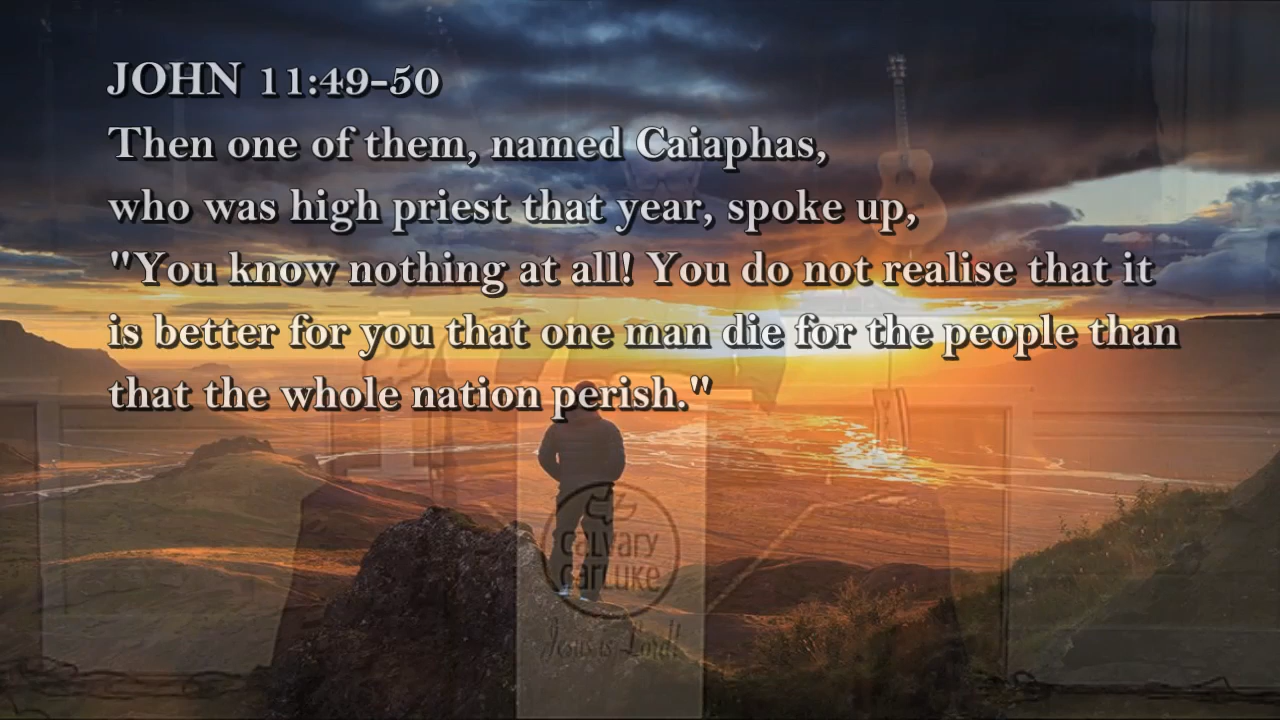 JOHN 11:49-50
Then one of them, named Caiaphas,
who was high priest that year, spoke up,
"You know nothing at all! You do not realise that it
is better for you that one man die for the people than
that the whole nation perish."
calvary
carluke
Jesus is Lord!